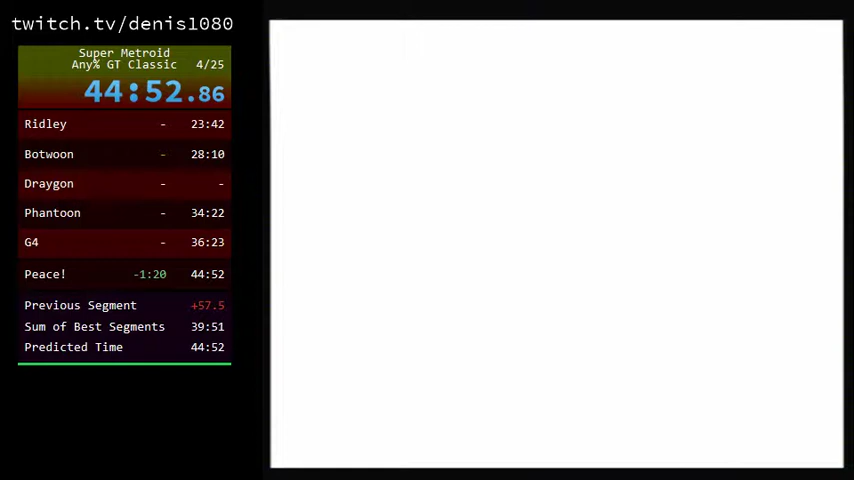 twitch.tv/denis1080
Super Metroid
Any% GT Classic 4/25
44:52.86
Ridley - 23:42
Botwoon - 28:10
Draygon - -
Phantoon - 34:22
G4 - 36:23
Peace! -1:20 44:52
Previous Segment +57.5
Sum of Best Segments 39:51
Predicted Time 44:52